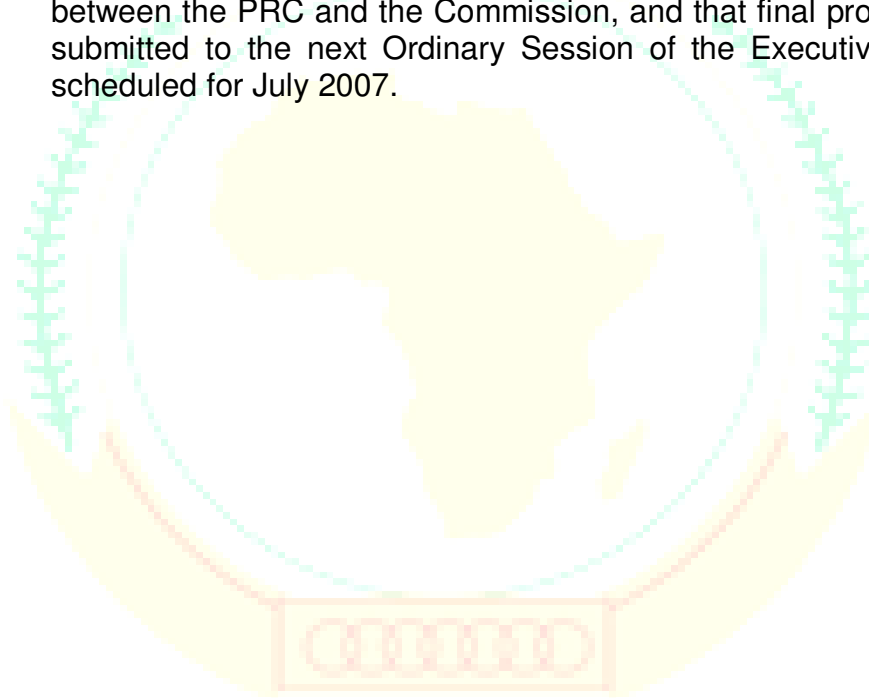 between the PRC and the Commission, and that final pro
submitted to the next Ordinary Session of the Executiv
scheduled for July 2007.